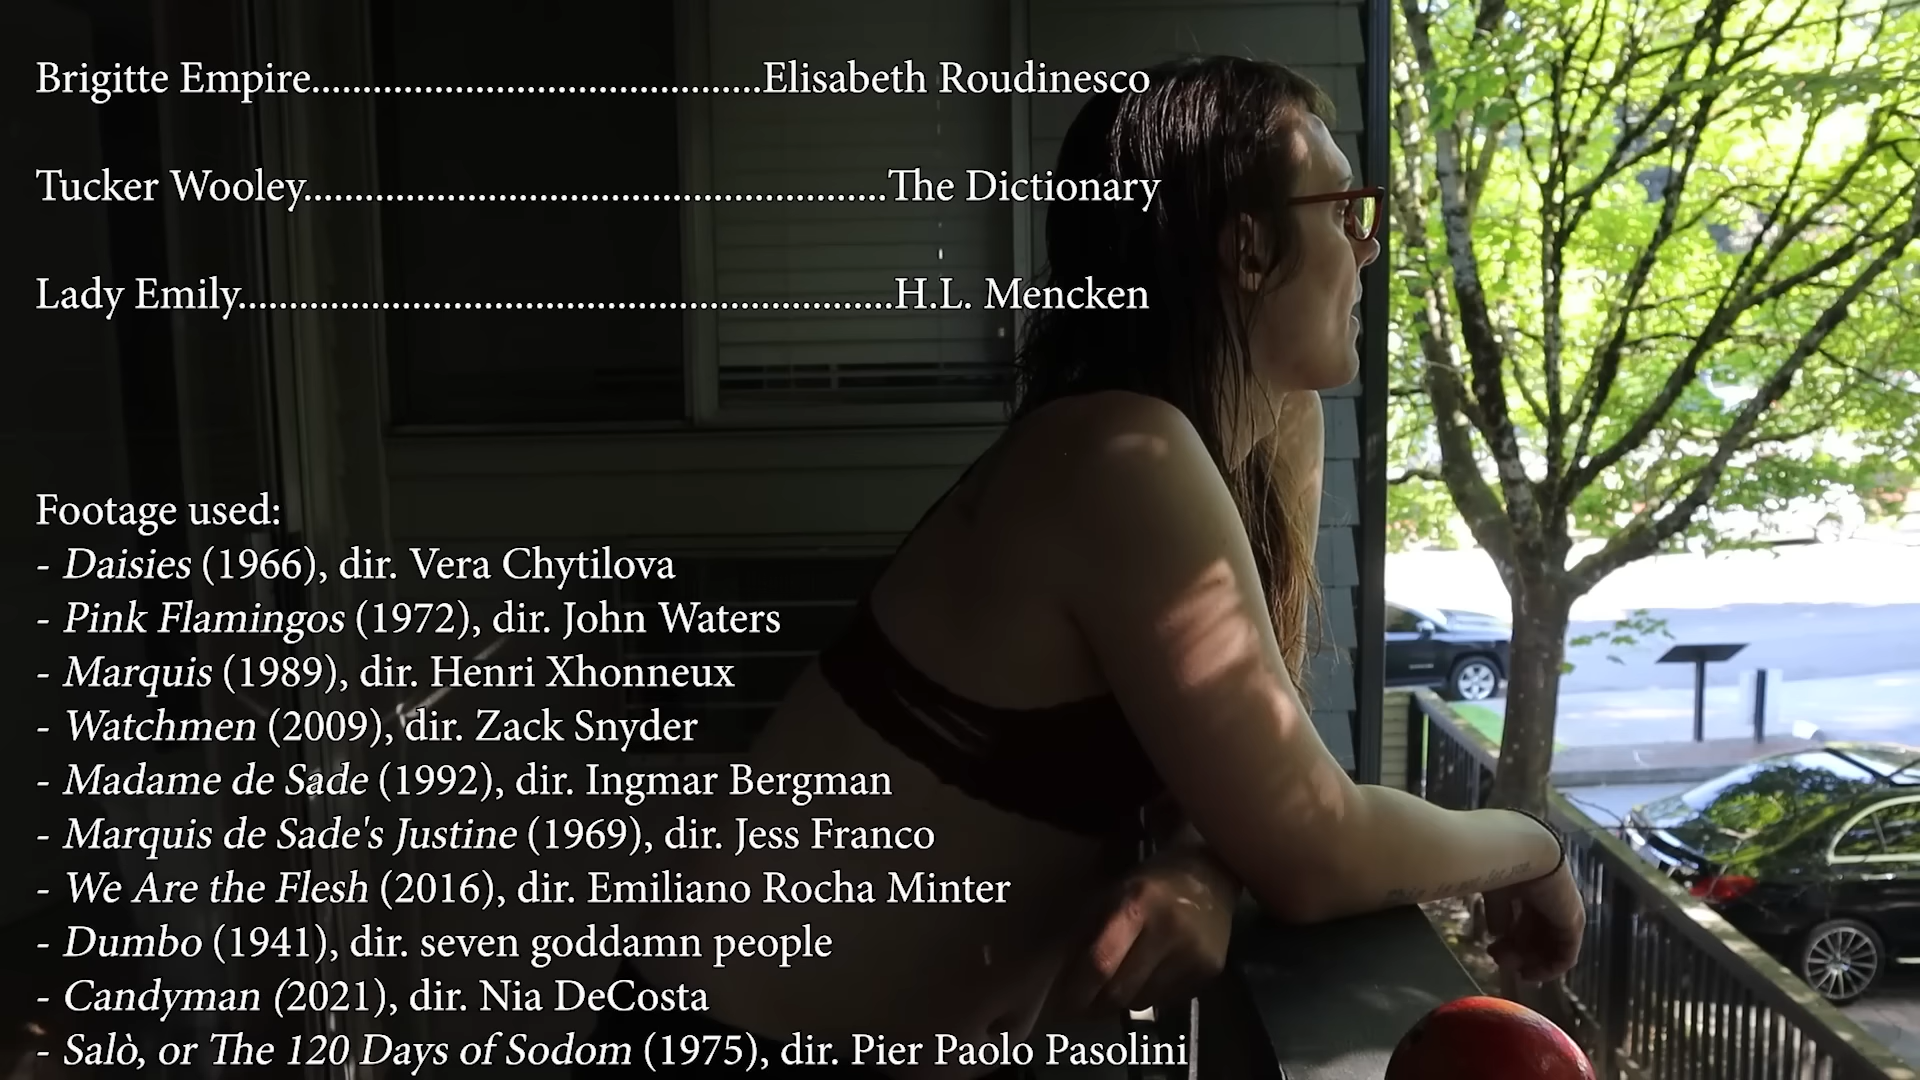 Brigitte Empire............................................Elisabeth Roudinesco
Tucker Wooley.........................................................The Dictionary
Lady Emily................................................................H.L. Mencken
Footage used:
- Daisies (1966), dir. Vera Chytilova
- Pink Flamingos (1972), dir. John Waters
- Marquis (1989), dir. Henri Xhonneux
- Watchmen (2009), dir. Zack Snyder
- Madame de Sade (1992), dir. Ingmar Bergman
- Marquis de Sade's Justine (1969), dir. Jess Franco
- We Are the Flesh (2016), dir. Emiliano Rocha Minter
- Dumbo (1941), dir. seven goddamn people
- Candyman (2021), dir. Nia DeCosta
- Salò, or The 120 Days of Sodom (1975), dir. Pier Paolo Pasolini